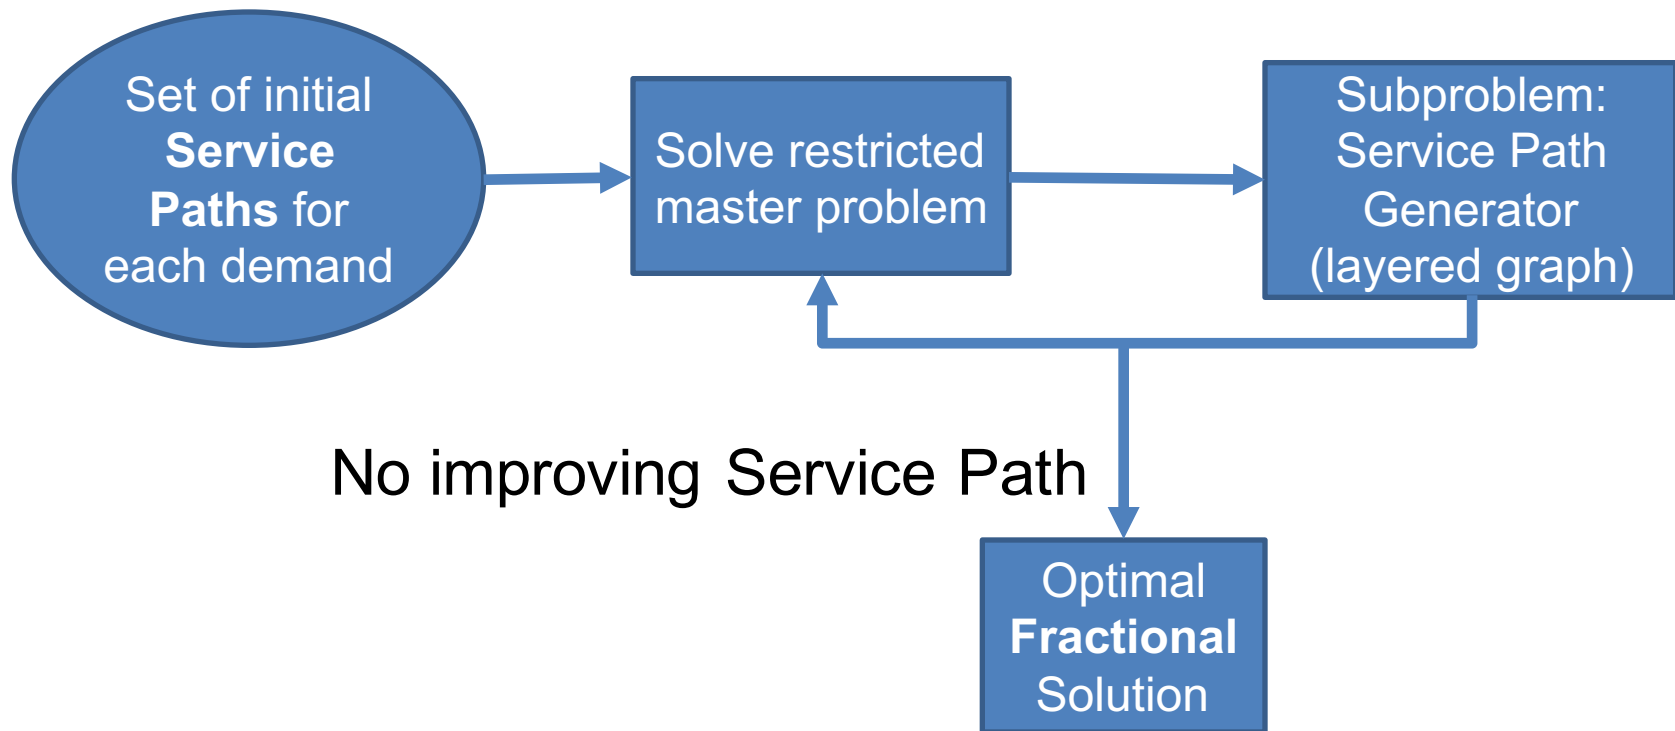 Set of initial
Service
Paths for
each demand
Solve restricted
master problem
Subproblem:
Service Path
Generator
(layered graph)
No improving Service Path
Optimal
Fractional
Solution